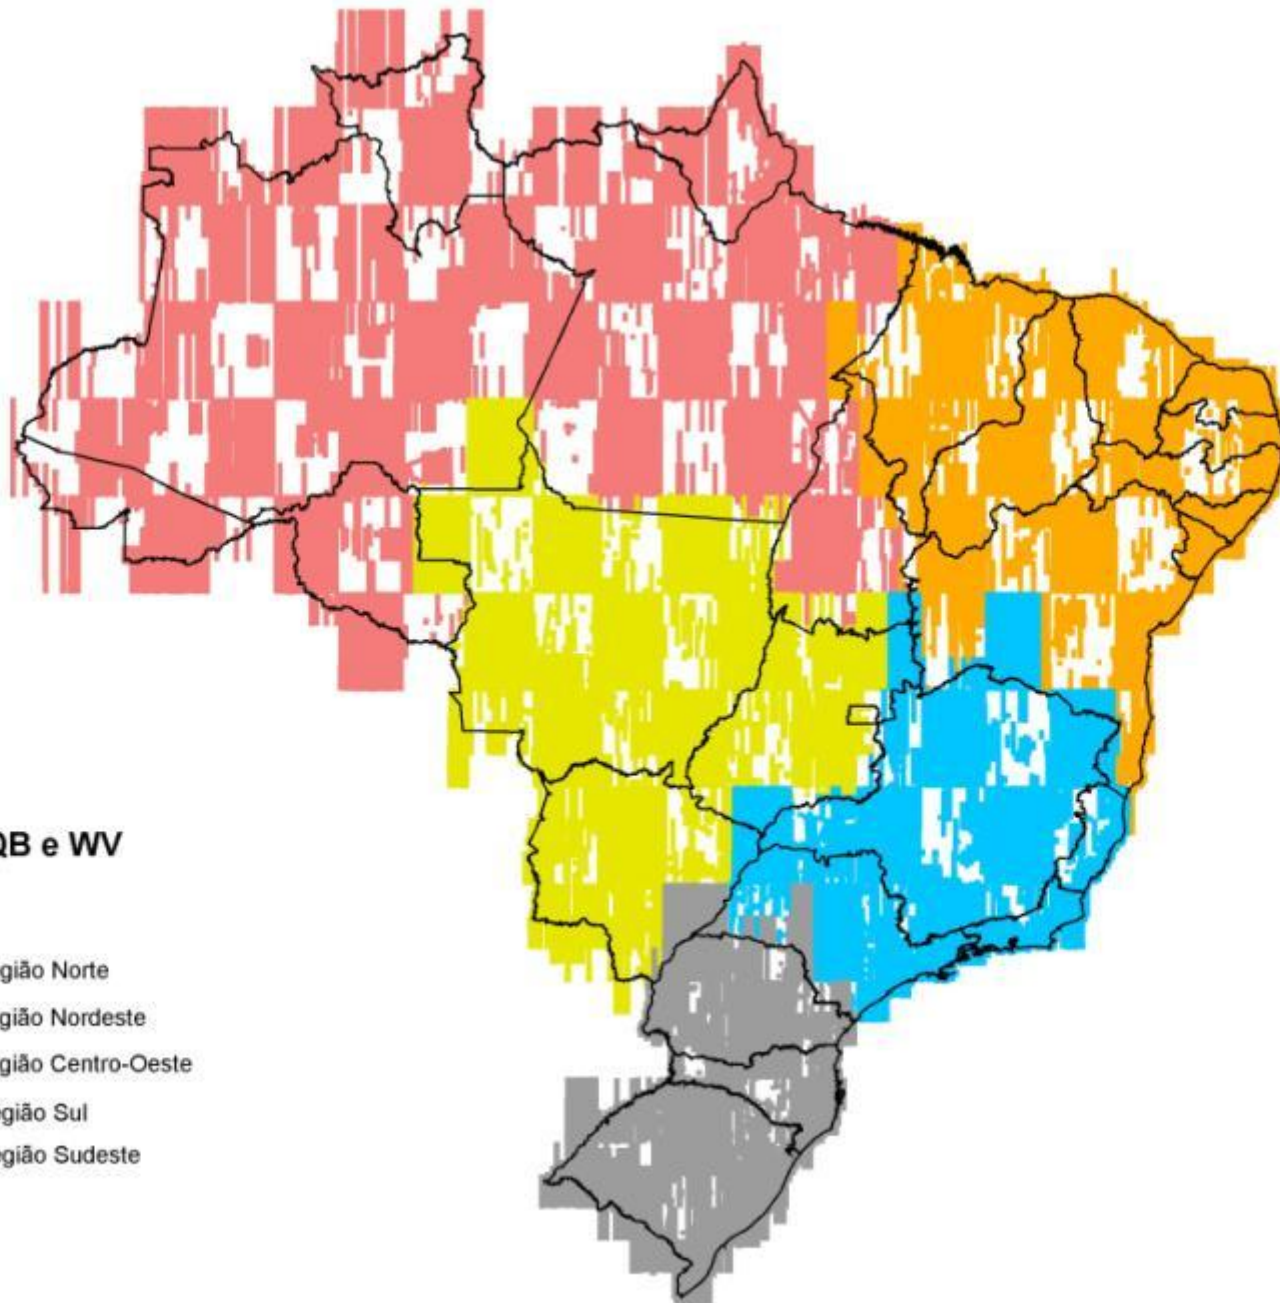 QB e WV
gião Norte
gião Nordeste
gião Centro-Oeste
egião Sul
egião Sudeste